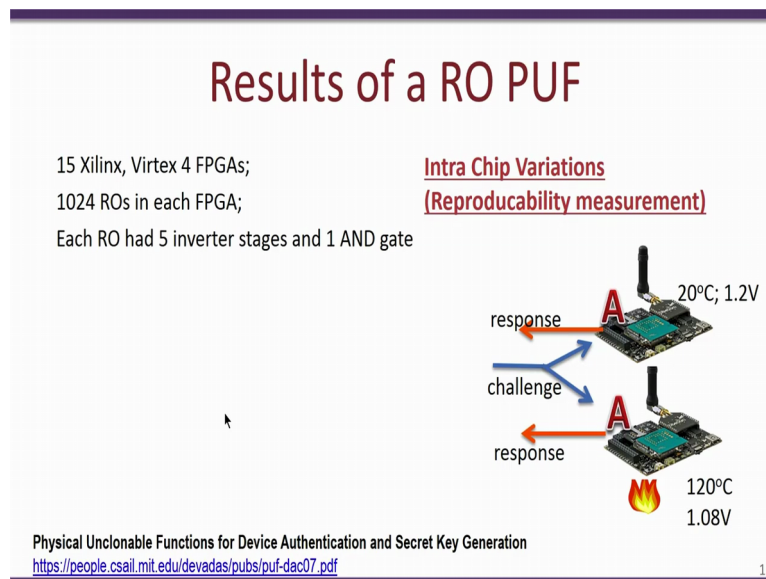 Results of a RO PUF
15 Xilinx, Virtex 4 FPGAs;
1024 ROs in each FPGA;
Each RO had 5 inverter stages and 1 AND gate
Intra Chip Variations
(Reproducability measurement)
A
20°C; 1.2V
response
challenge
A
response
120°C
1.08V
Physical Unclonable Functions for Device Authentication and Secret Key Generation
https://people.csail.mit.edu/devadas/pubs/puf-dac07.pdf
1